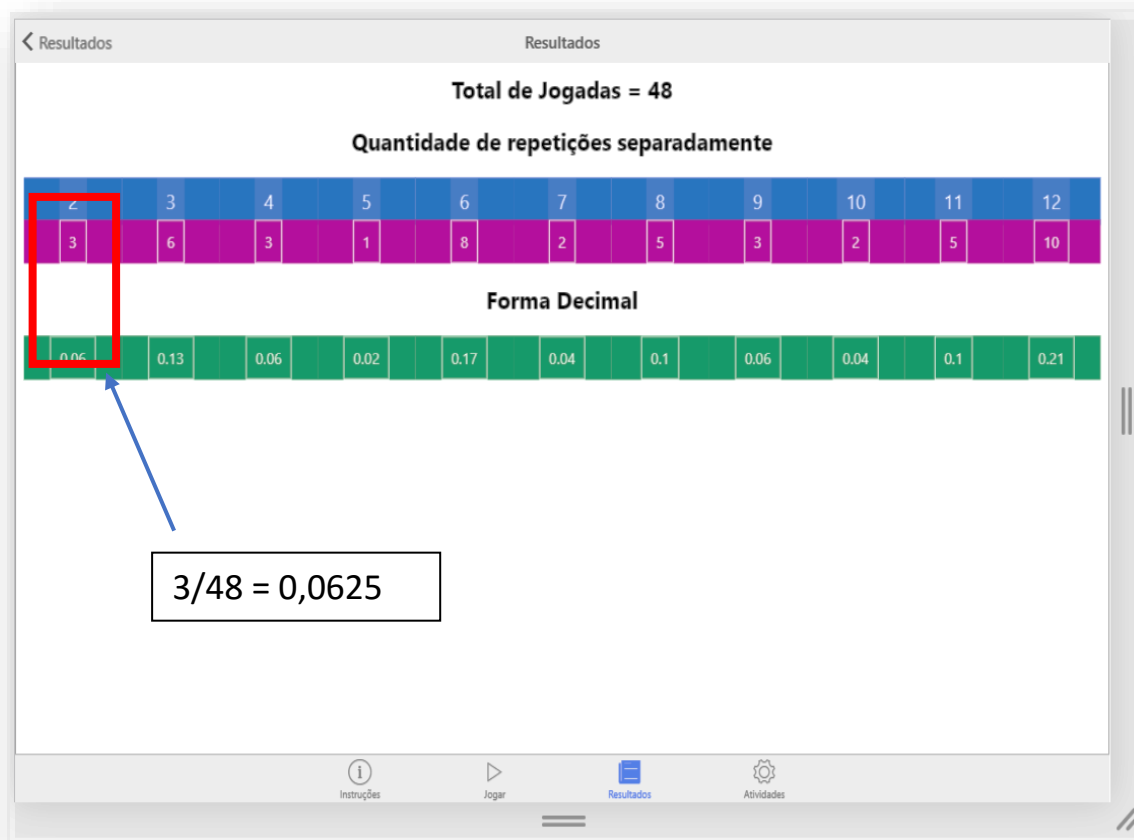 Resultados
Resultados
Total de Jogadas = 48
Quantidade de repetições separadamente
2 3 4 5 6 7 8 9 10 11 12
3 6 3 1 8 2 5 3 2 5 10
Forma Decimal
0.06 0.13 0.06 0.02 0.17 0.04 0.1 0.06 0.04 0.1 0.21
3/48 = 0,0625
Instruções Jogar Resultados Atividades